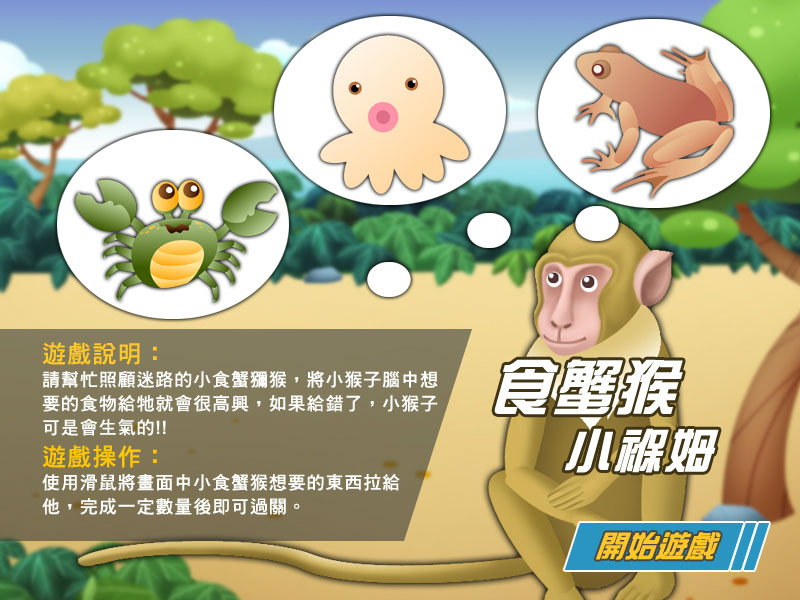 遊戲說明：
請幫忙照顧迷路的小食蟹獼猴，將小猴子腦中想
要的食物給牠就會很高興，如果給錯了，小猴子
可是會生氣的!!
遊戲操作：
使用滑鼠將畫面中小食蟹猴想要的東西拉給
他，完成一定數量後即可過關。
食蟹猴
小褓姆
開始遊戲